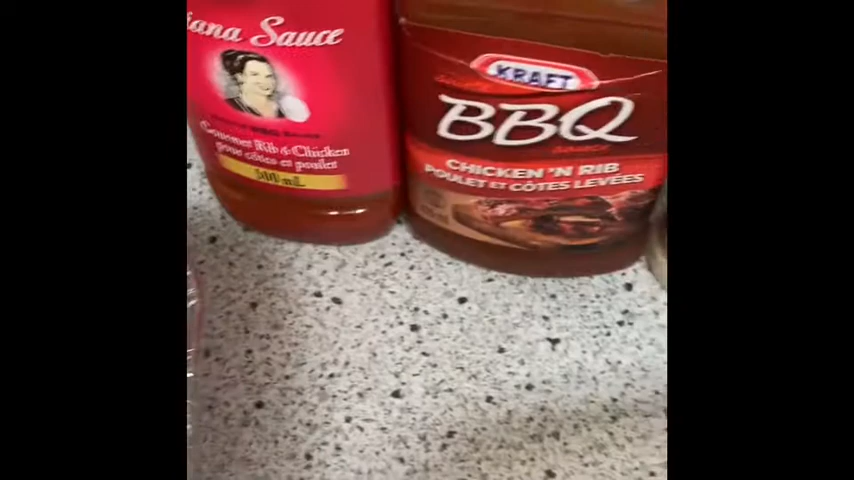 iana Sauce
Gourmet Rib & Chicken
pour côtes et poulet
500 mL
KRAFT
BBQ
CHICKEN 'N RIB
POULET ET CÔTES LEVÉES